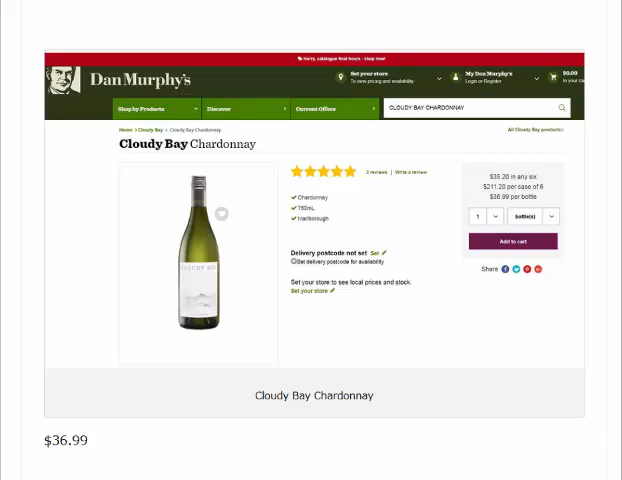 Hurry, catalogue final hours - shop now!
Dan Murphy's
Set your store
To view pricing and availability
My Dan Murphy's
Login or Register
$0.00
in your
Shop by Products
Discover
Current Offers
CLOUDY BAY CHARDONNAY
Home > Cloudy Bay > Cloudy Bay Chardonnay
All Cloudy Bay products
Cloudy Bay Chardonnay
3 reviews | Write a review
Chardonnay
750mL
Marlborough
CLOUDY BAY
Delivery postcode not set Set
Set delivery postcode for availability
Set your store to see local prices and stock.
Set your store
$35.20 in any six
$211.20 per case of 6
$36.99 per bottle
1 bottle(s)
Add to cart
Share
Cloudy Bay Chardonnay
$36.99